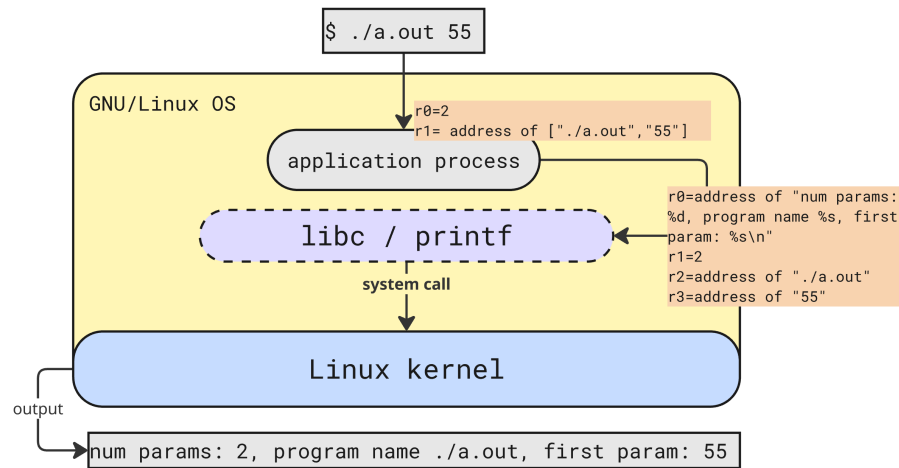 $ ./a.out 55
GNU/Linux OS
r0=2
r1= address of ["./a.out","55"]
application process
r0=address of "num params:
%d, program name %s, first
param: %s\n"
r1=2
r2=address of "./a.out"
r3=address of "55"
libc / printf
system call
Linux kernel
output
num params: 2, program name ./a.out, first param: 55